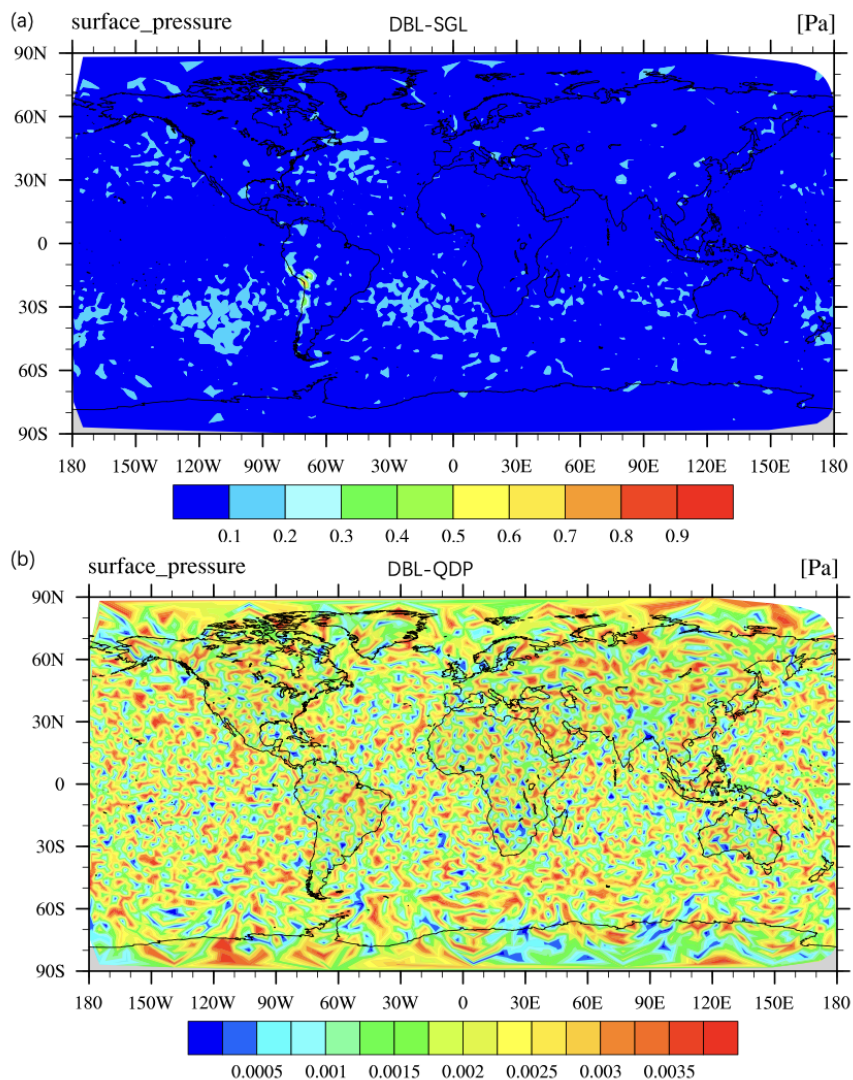 (a) surface_pressure DBL-SGL [Pa]
90N
60N
30N
0
30S
60S
90S
180 150W 120W 90W 60W 30W 0 30E 60E 90E 120E 150E 180
0.1 0.2 0.3 0.4 0.5 0.6 0.7 0.8 0.9
(b) surface_pressure DBL-QDP [Pa]
90N
60N
30N
0
30S
60S
90S
180 150W 120W 90W 60W 30W 0 30E 60E 90E 120E 150E 180
0.0005 0.001 0.0015 0.002 0.0025 0.003 0.0035